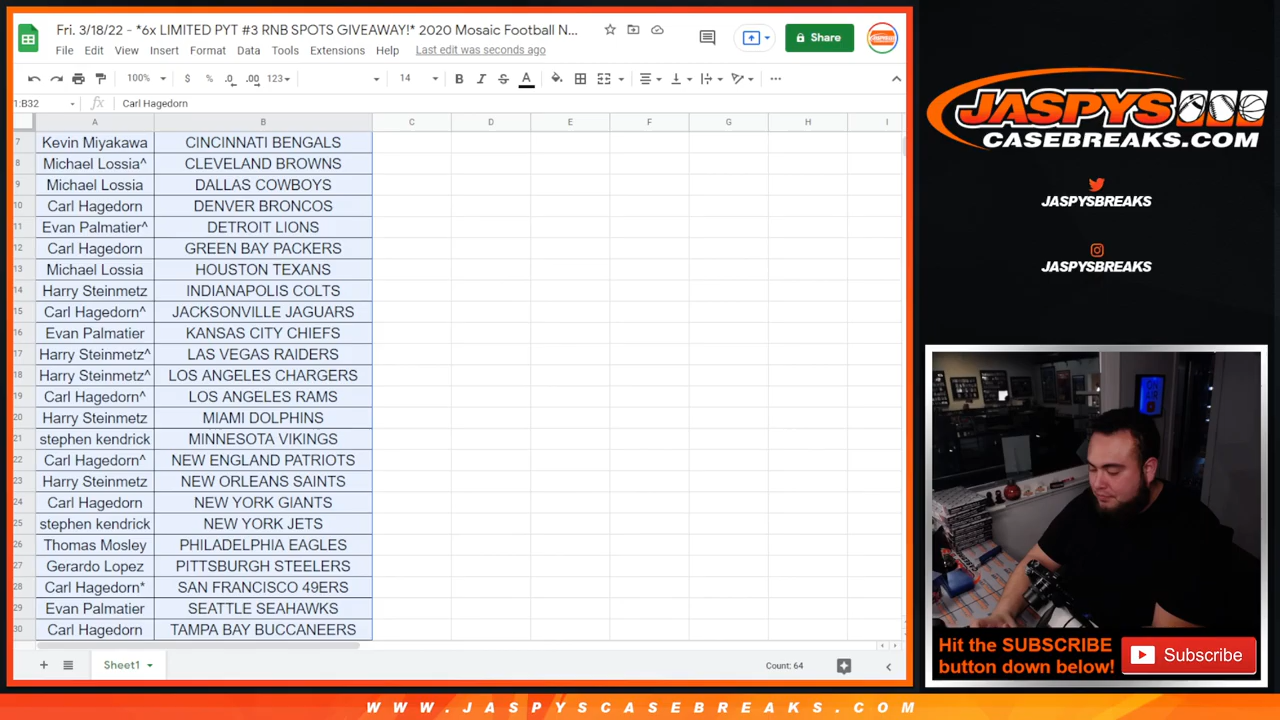 Fri. 3/18/22 - *6x LIMITED PYT #3 RNB SPOTS GIVEAWAY!* 2020 Mosaic Football N...
Share
File Edit View Insert Format Data Tools Extensions Help Last edit was seconds ago
100% $ % .0 .00 123 14 B I S A
1:B32 fx Carl Hagedorn
A B C D E F G H I
7 Kevin Miyakawa CINCINNATI BENGALS
8 Michael Lossia^ CLEVELAND BROWNS
9 Michael Lossia DALLAS COWBOYS
10 Carl Hagedorn DENVER BRONCOS
11 Evan Palmatier^ DETROIT LIONS
12 Carl Hagedorn GREEN BAY PACKERS
13 Michael Lossia HOUSTON TEXANS
14 Harry Steinmetz INDIANAPOLIS COLTS
15 Carl Hagedorn^ JACKSONVILLE JAGUARS
16 Evan Palmatier KANSAS CITY CHIEFS
17 Harry Steinmetz^ LAS VEGAS RAIDERS
18 Harry Steinmetz^ LOS ANGELES CHARGERS
19 Carl Hagedorn^ LOS ANGELES RAMS
20 Harry Steinmetz MIAMI DOLPHINS
21 stephen kendrick MINNESOTA VIKINGS
22 Carl Hagedorn^ NEW ENGLAND PATRIOTS
23 Harry Steinmetz NEW ORLEANS SAINTS
24 Carl Hagedorn NEW YORK GIANTS
25 stephen kendrick NEW YORK JETS
26 Thomas Mosley PHILADELPHIA EAGLES
27 Gerardo Lopez PITTSBURGH STEELERS
28 Carl Hagedorn* SAN FRANCISCO 49ERS
29 Evan Palmatier SEATTLE SEAHAWKS
30 Carl Hagedorn TAMPA BAY BUCCANEERS
Sheet1 Count: 64
JASPYS
CASEBREAKS.COM
JASPYSBREAKS
JASPYSBREAKS
Hit the SUBSCRIBE
button down below!
Subscribe
WWW.JASPYSCASEBREAKS.COM